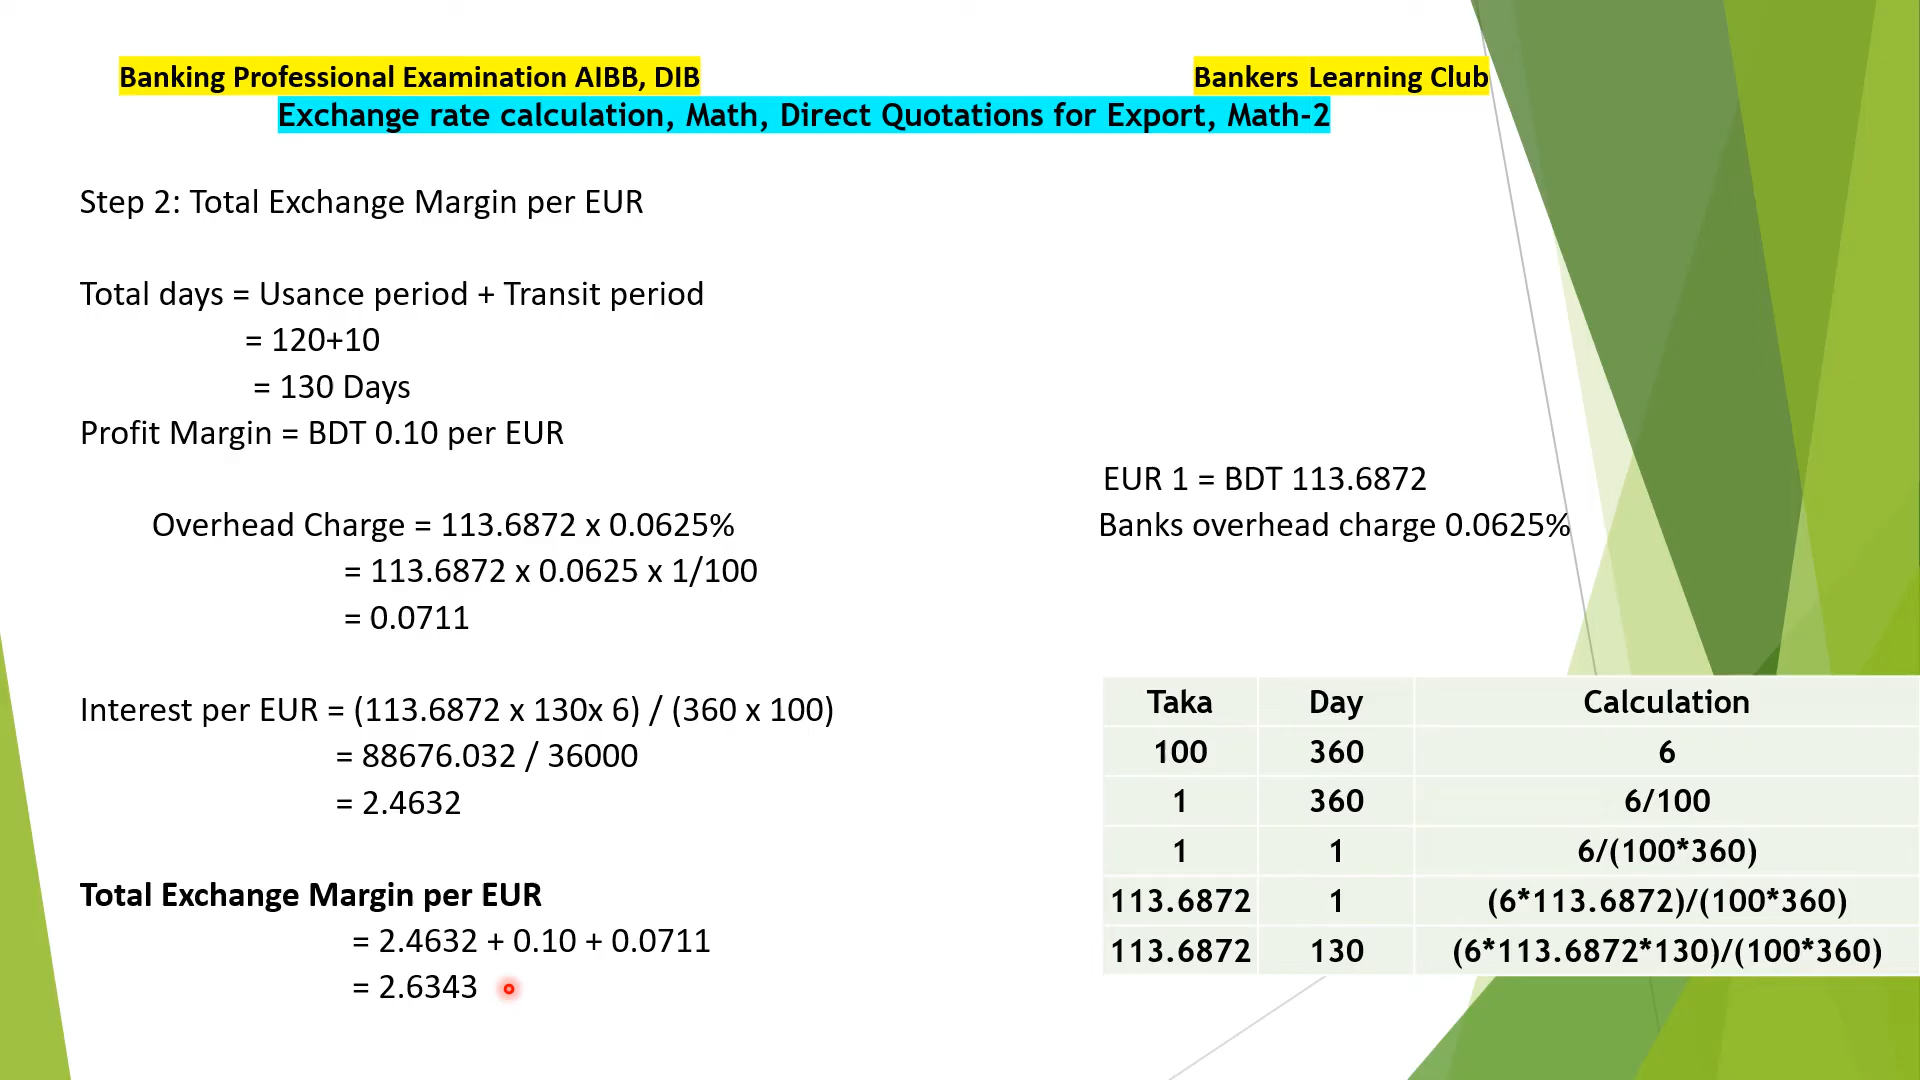 Banking Professional Examination AIBB, DIB
Bankers Learning Club
Exchange rate calculation, Math, Direct Quotations for Export, Math-2
Step 2: Total Exchange Margin per EUR
Total days = Usance period + Transit period
= 120+10
= 130 Days
Profit Margin = BDT 0.10 per EUR
EUR 1 = BDT 113.6872
Overhead Charge = 113.6872 x 0.0625%
Banks overhead charge 0.0625%
= 113.6872 x 0.0625 x 1/100
= 0.0711
Interest per EUR = (113.6872 x 130x 6) / (360 x 100)
= 88676.032 / 36000
= 2.4632
Total Exchange Margin per EUR
= 2.4632 + 0.10 + 0.0711
= 2.6343
Taka Day Calculation
100 360 6
1 360 6/100
1 1 6/(100*360)
113.6872 1 (6*113.6872)/(100*360)
113.6872 130 (6*113.6872*130)/(100*360)